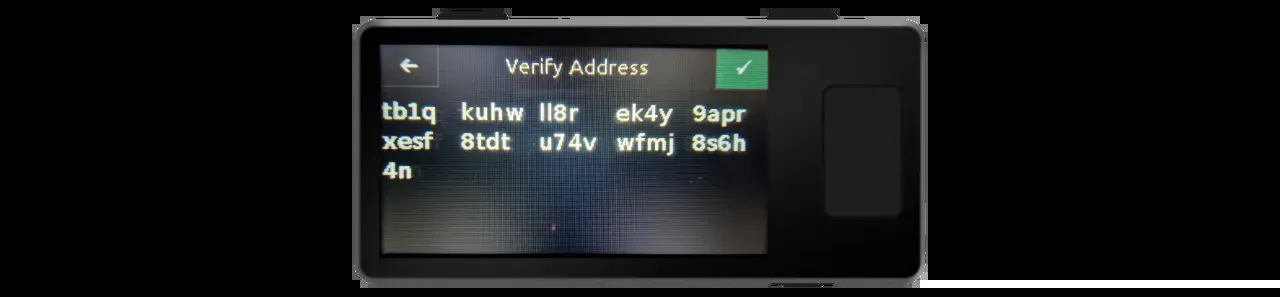 Verify Address
tb1q kuhw ll8r ek4y 9apr
xesf 8tdt u74v wfmj 8s6h
4n